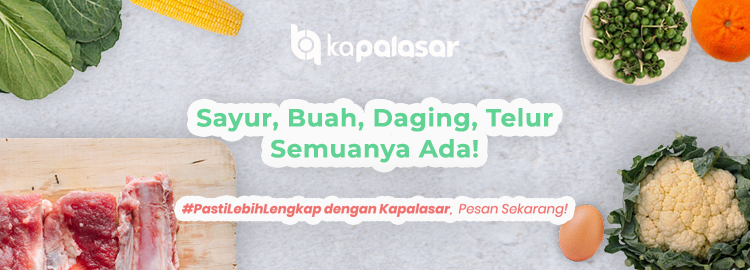 kapalasar
Sayur, Buah, Daging, Telur
Semuanya Ada!
#PastiLebihLengkap dengan Kapalasar, Pesan Sekarang!